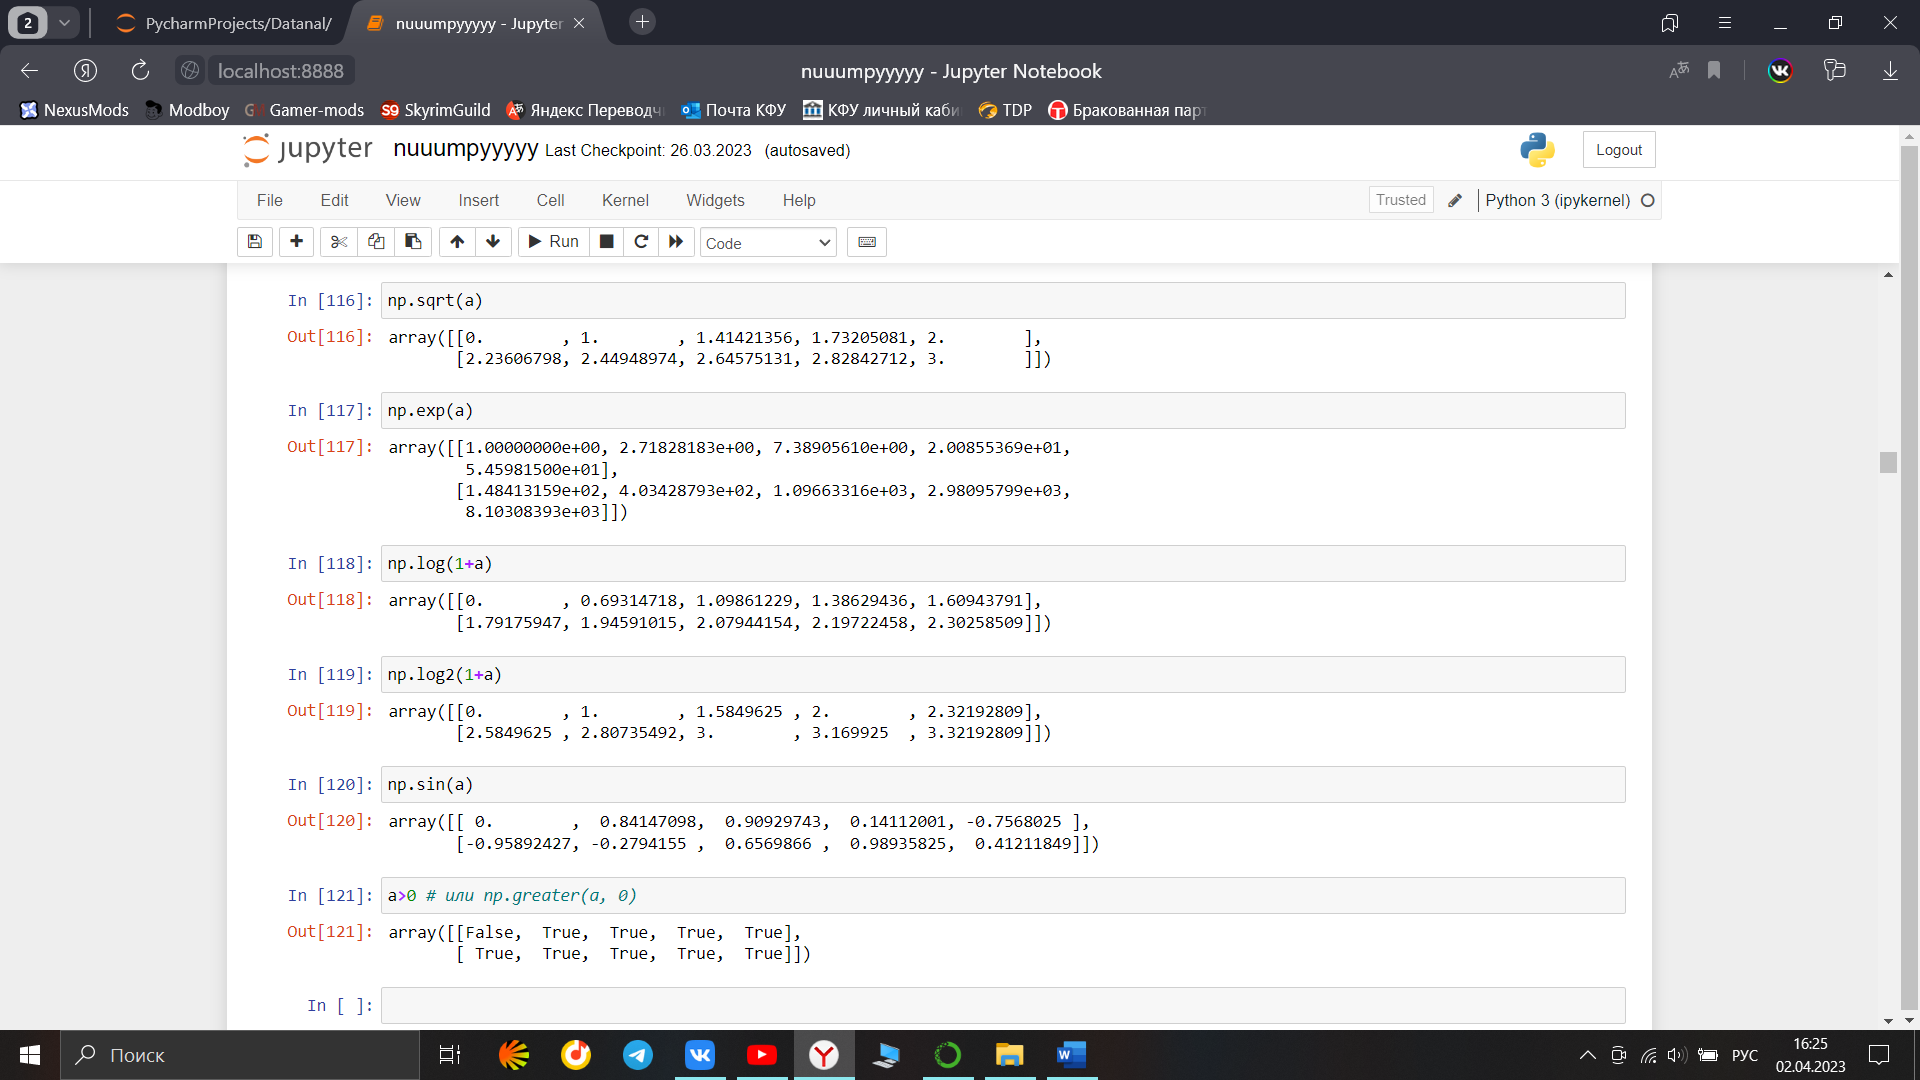 2
PycharmProjects/Datanal/
nuuumpyyyyy - Jupyter
localhost:8888
nuuumpyyyyy - Jupyter Notebook
NexusMods
Modboy
Gamer-mods
SkyrimGuild
Яндекс Переводч
Почта КФУ
КФУ личный каби
TDP
Бракованная пар
jupyter nuuumpyyyyy Last Checkpoint: 26.03.2023 (autosaved)
Logout
File Edit View Insert Cell Kernel Widgets Help
Trusted
Python 3 (ipykernel)
Run
Code
In [116]: np.sqrt(a)
Out[116]: array([[0.        , 1.        , 1.41421356, 1.73205081, 2.        ],
[2.23606798, 2.44948974, 2.64575131, 2.82842712, 3.        ]])
In [117]: np.exp(a)
Out[117]: array([[1.00000000e+00, 2.71828183e+00, 7.38905610e+00, 2.00855369e+01,
5.45981500e+01],
[1.48413159e+02, 4.03428793e+02, 1.09663316e+03, 2.98095799e+03,
8.10308393e+03]])
In [118]: np.log(1+a)
Out[118]: array([[0.        , 0.69314718, 1.09861229, 1.38629436, 1.60943791],
[1.79175947, 1.94591015, 2.07944154, 2.19722458, 2.30258509]])
In [119]: np.log2(1+a)
Out[119]: array([[0.        , 1.        , 1.5849625 , 2.        , 2.32192809],
[2.5849625 , 2.80735492, 3.        , 3.169925  , 3.32192809]])
In [120]: np.sin(a)
Out[120]: array([[ 0.        ,  0.84147098,  0.90929743,  0.14112001, -0.7568025 ],
[-0.95892427, -0.2794155 ,  0.6569866 ,  0.98935825,  0.41211849]])
In [121]: a>0 # или np.greater(a, 0)
Out[121]: array([[False,  True,  True,  True,  True],
[ True,  True,  True,  True,  True]])
In [ ]:
Поиск
РУС
16:25
02.04.2023